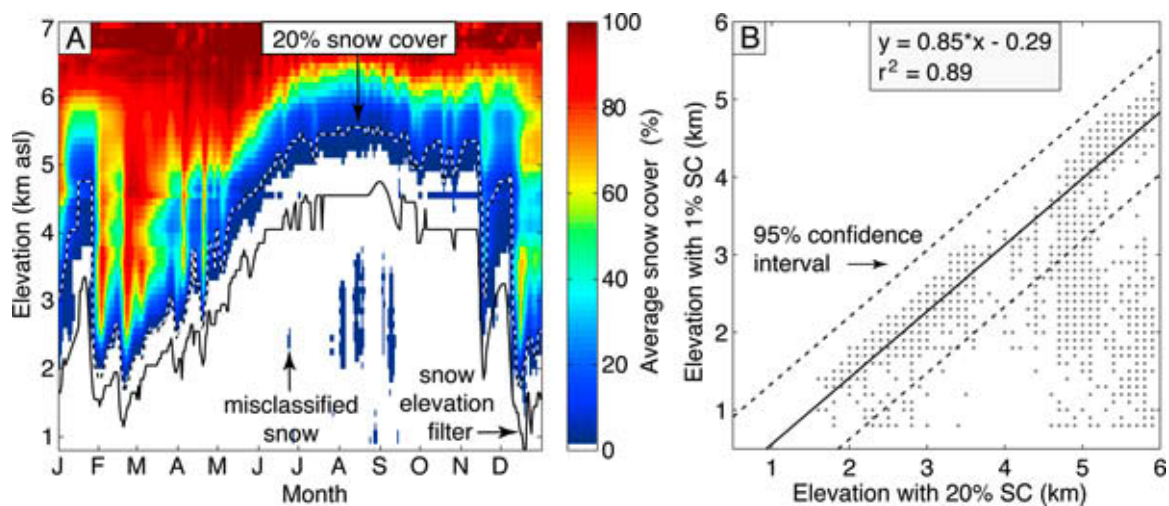 A
20% snow cover
7
6
5
4
3
2
1
Elevation (km asl)
misclassified
snow
snow
elevation
filter
J F M A M J J A S O N D
Month
100
80
60
40
20
0
Average snow cover (%)
B
y = 0.85*x - 0.29
r² = 0.89
95% confidence
interval
6
5
4
3
2
1
Elevation with 1% SC (km)
1 2 3 4 5 6
Elevation with 20% SC (km)